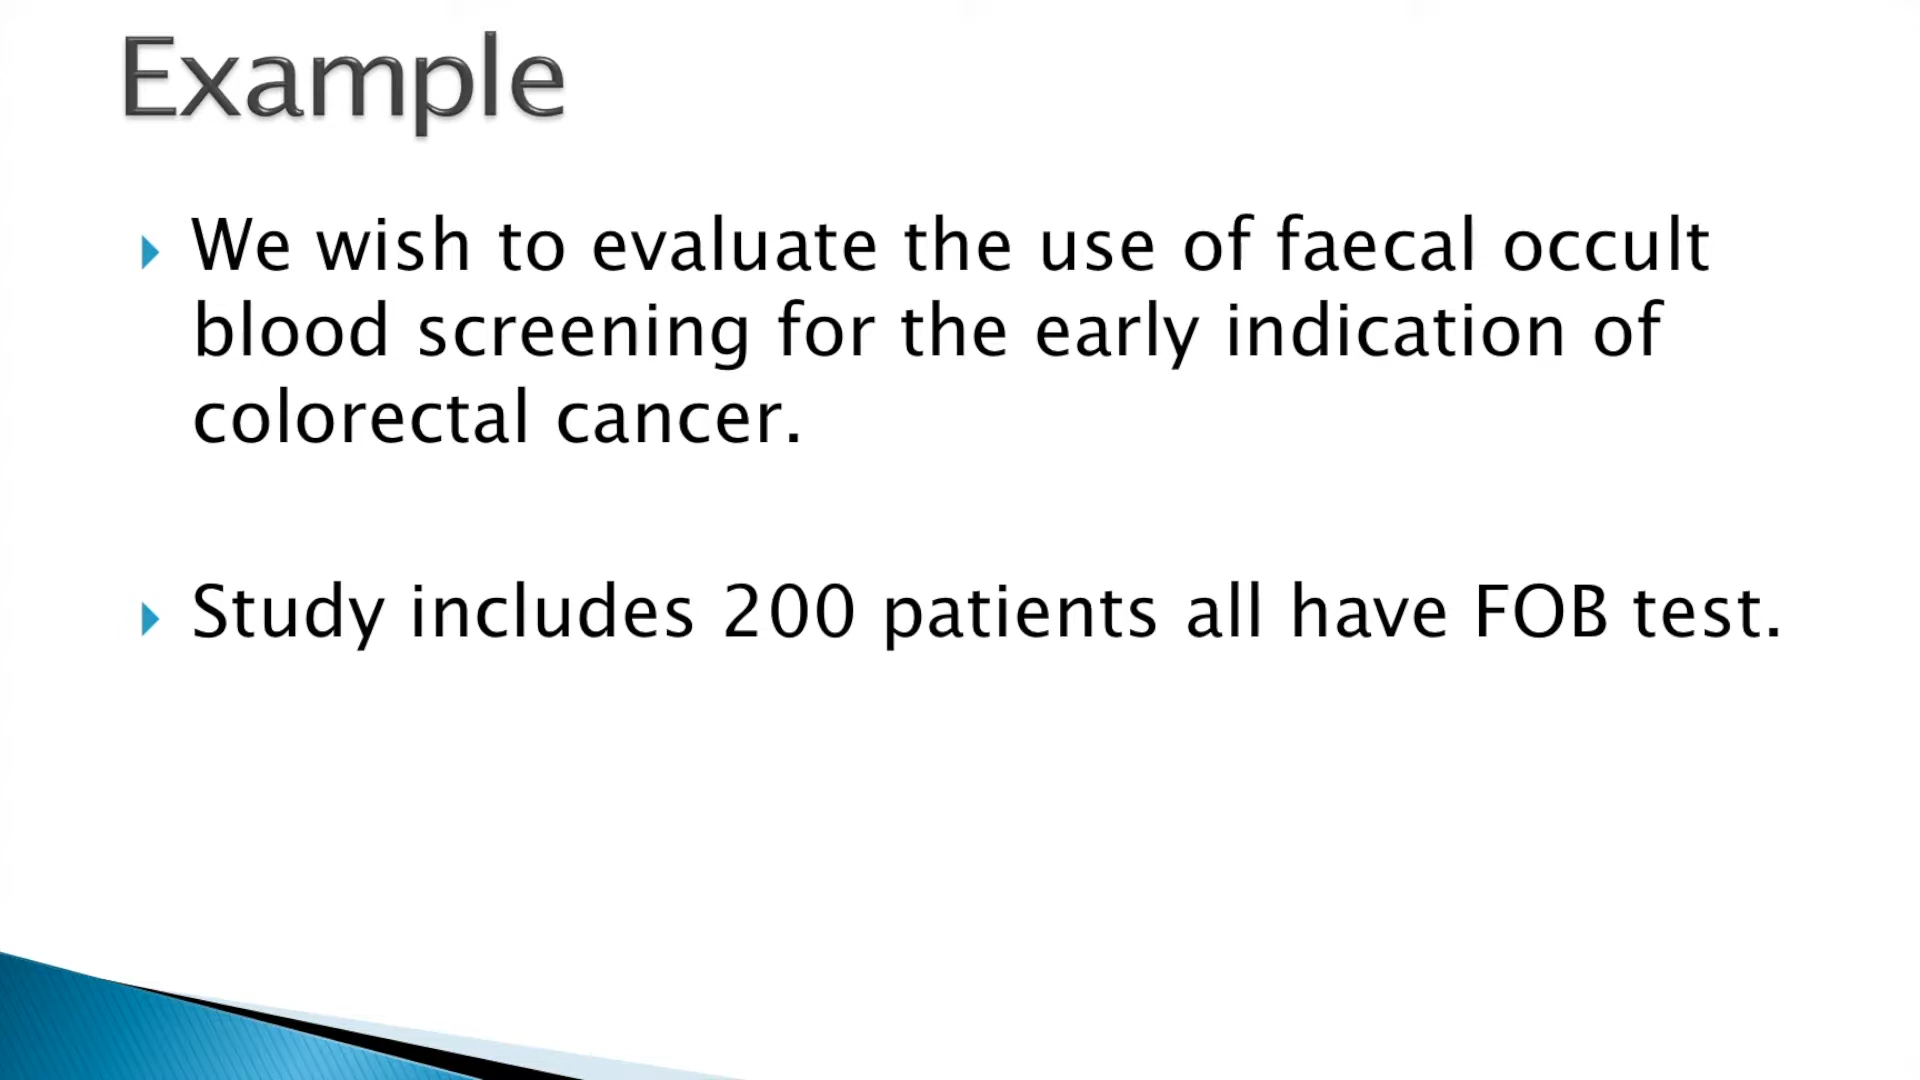 Example
We wish to evaluate the use of faecal occult
blood screening for the early indication of
colorectal cancer.
Study includes 200 patients all have FOB test.